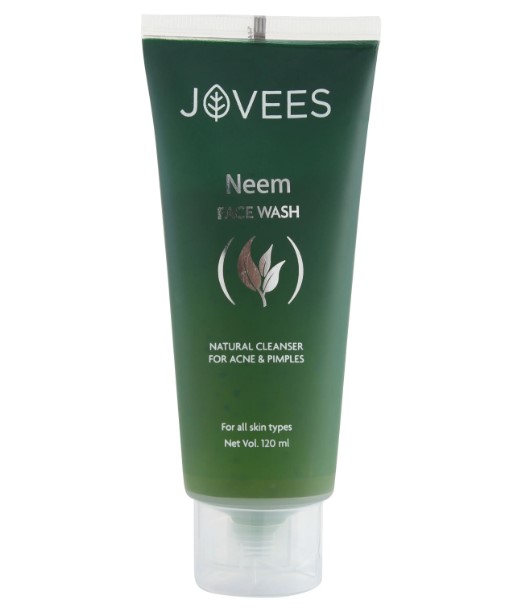 JOVEES
Neem
FACE WASH
NATURAL CLEANSER
FOR ACNE & PIMPLES
For all skin types
Net Vol. 120 ml